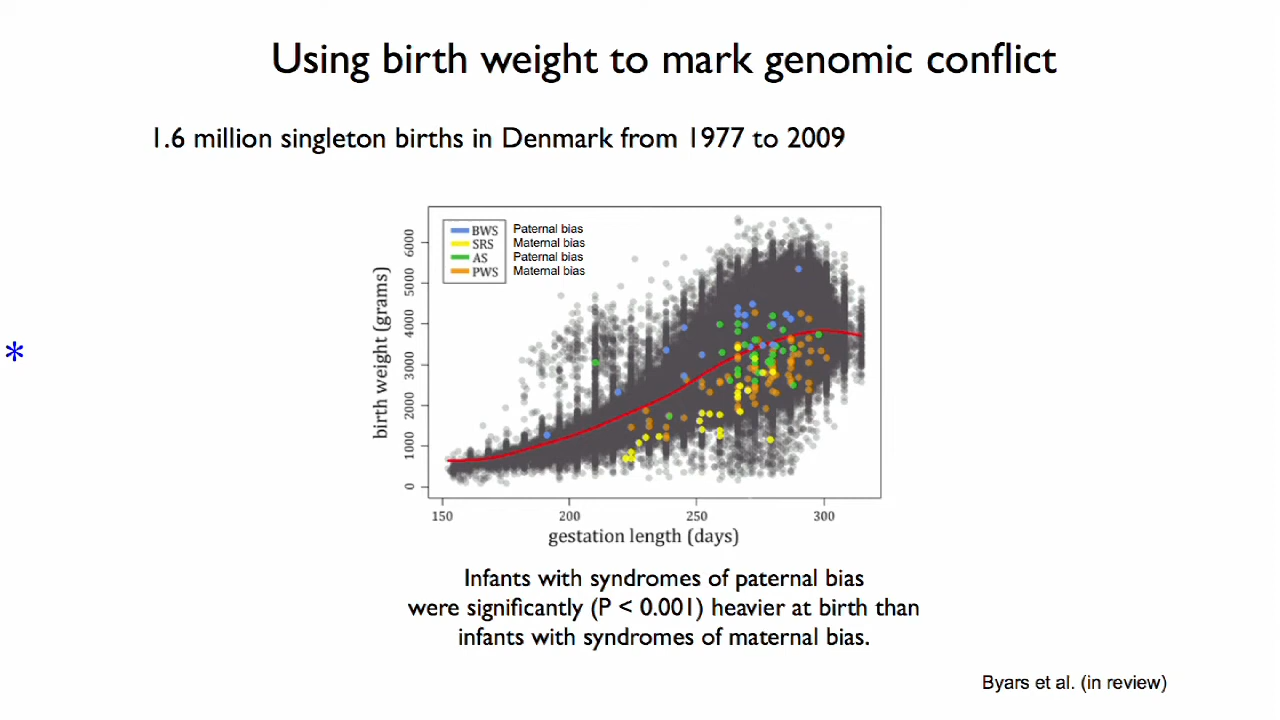 Using birth weight to mark genomic conflict
1.6 million singleton births in Denmark from 1977 to 2009
BWS Paternal bias
SRS Maternal bias
AS Paternal bias
PWS Maternal bias
birth weight (grams)
6000
5000
4000
3000
2000
1000
0
150 200 250 300
gestation length (days)
*
Infants with syndromes of paternal bias
were significantly (P < 0.001) heavier at birth than
infants with syndromes of maternal bias.
Byars et al. (in review)